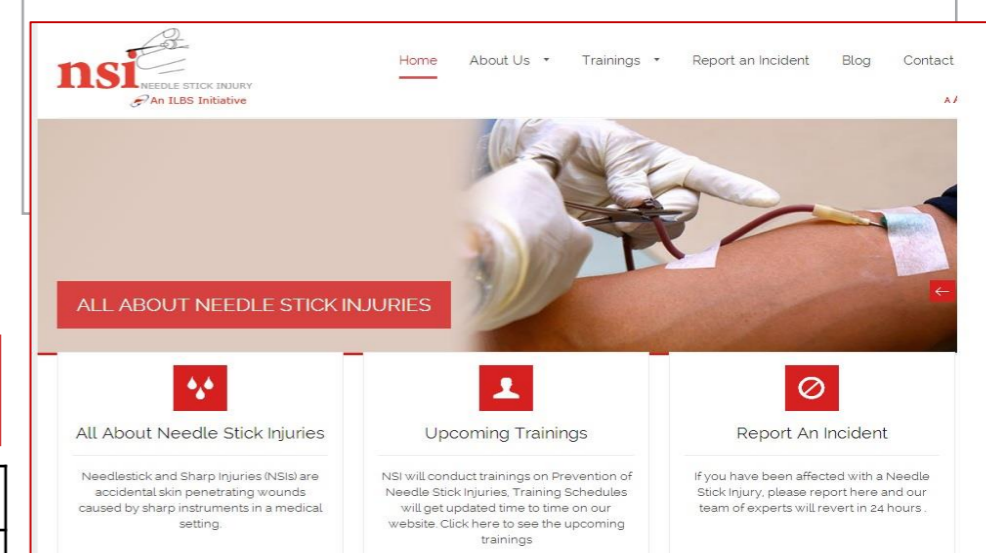 nsi
NEEDLE STICK INJURY
An ILBS Initiative
Home About Us Trainings Report an Incident Blog Contact
A A
ALL ABOUT NEEDLE STICK INJURIES
All About Needle Stick Injuries
Needlestick and Sharp Injuries (NSIs) are
accidental skin penetrating wounds
caused by sharp instruments in a medical
setting.
Upcoming Trainings
NSI will conduct trainings on Prevention of
Needle Stick Injuries, Training Schedules
will get updated time to time on our
website. Click here to see the upcoming
trainings
Report An Incident
If you have been affected with a Needle
Stick Injury, please report here and our
team of experts will revert in 24 hours .